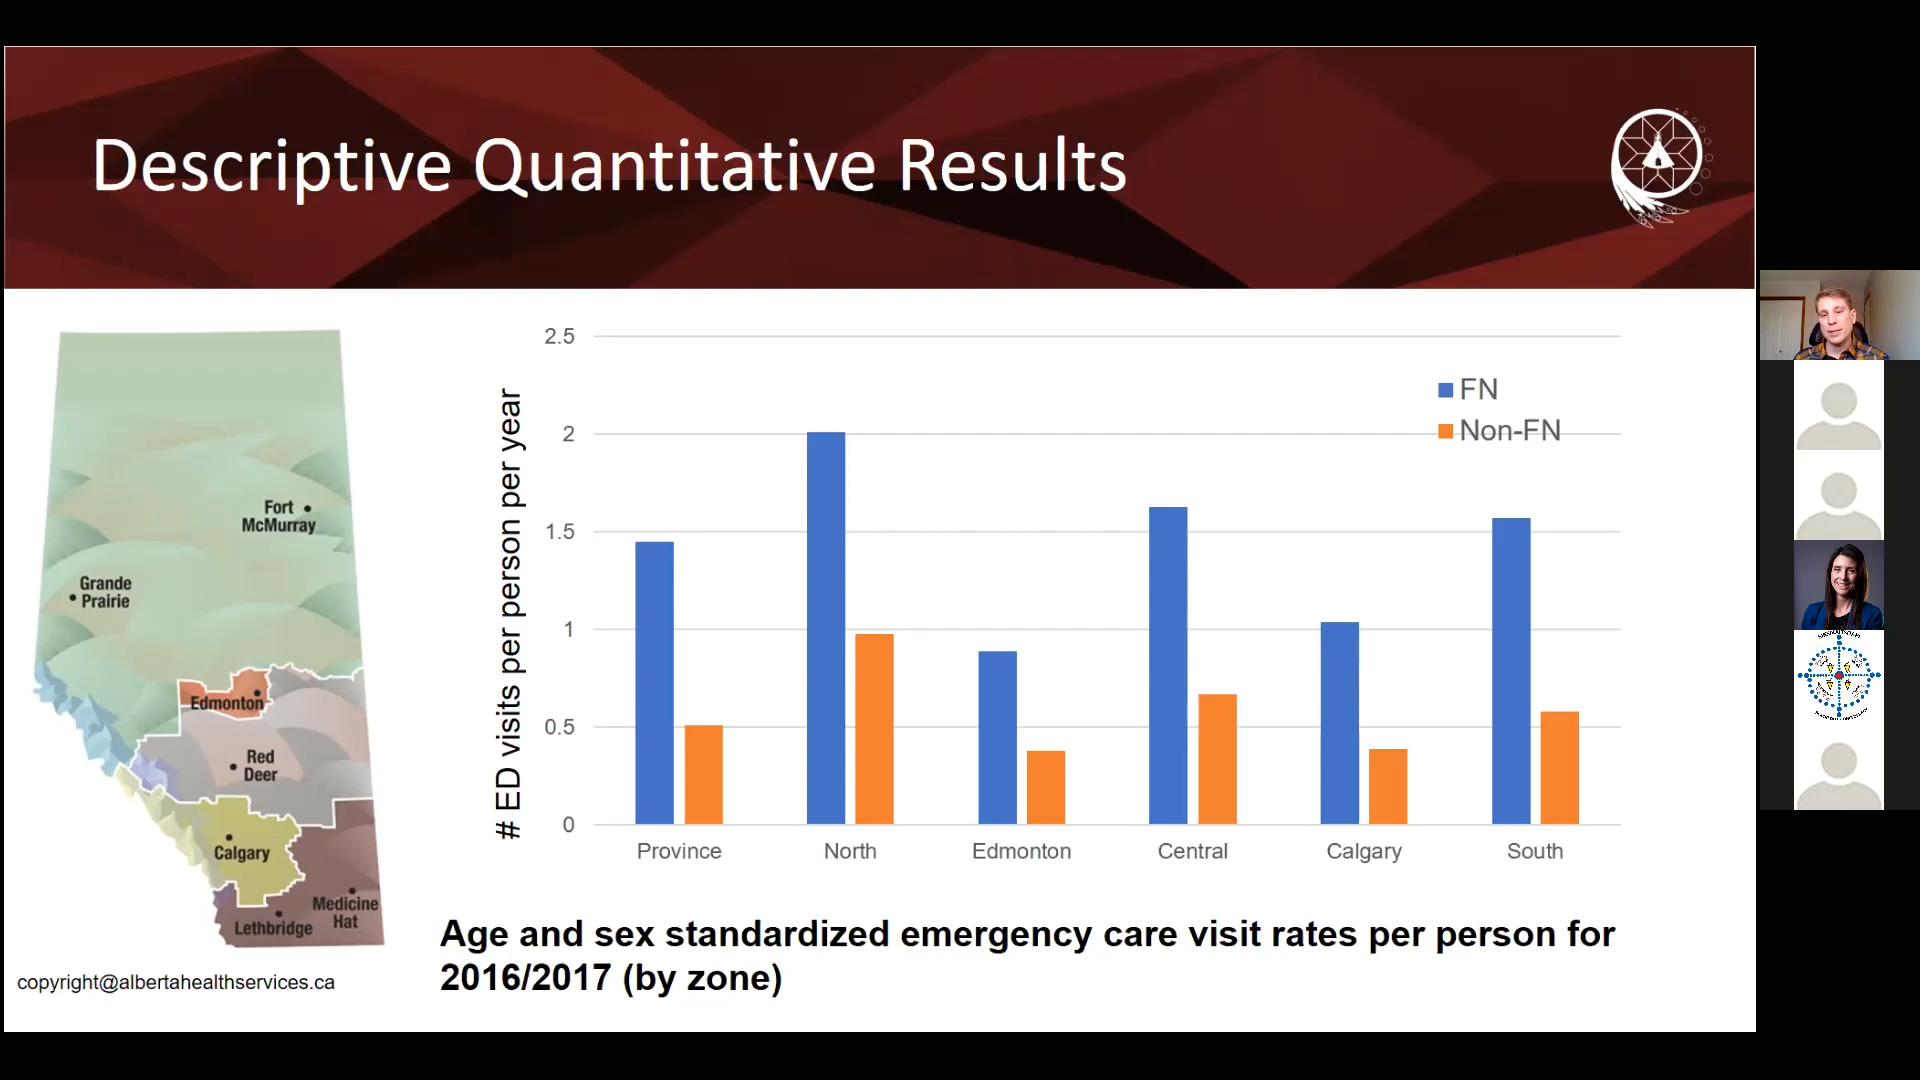 Descriptive Quantitative Results
Fort
McMurray
Grande
Prairie
Edmonton
Red
Deer
Calgary
Medicine
Hat
Lethbridge
copyright@albertahealthservices.ca
# ED visits per person per year
2.5
2
1.5
1
0.5
0
FN
Non-FN
Province
North
Edmonton
Central
Calgary
South
Age and sex standardized emergency care visit rates per person for
2016/2017 (by zone)